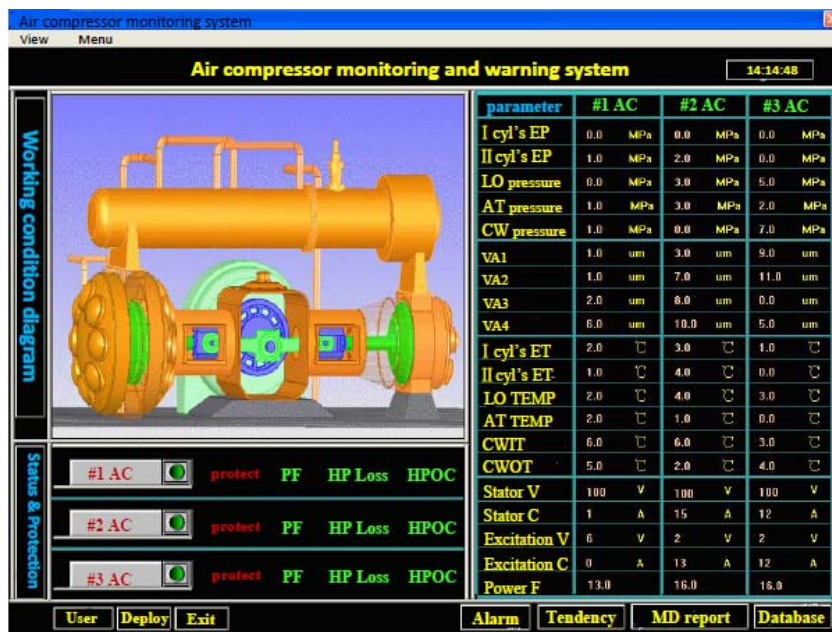 Air compressor monitoring system
View Menu
Air compressor monitoring and warning system 14:14:48
Working condition diagram
parameter #1 AC #2 AC #3 AC
I cyl's EP 0.0 MPa 0.0 MPa 0.0 MPa
II cyl's EP 1.0 MPa 2.0 MPa 0.0 MPa
LO pressure 0.0 MPa 3.0 MPa 5.0 MPa
AT pressure 1.0 MPa 3.0 MPa 2.0 MPa
CW pressure 1.0 MPa 0.0 MPa 7.0 MPa
VA1 1.0 um 3.0 um 9.0 um
VA2 1.0 um 7.0 um 11.0 um
VA3 2.0 um 8.0 um 0.0 um
VA4 6.0 um 10.0 um 5.0 um
I cyl's ET 2.0 ℃ 3.0 ℃ 1.0 ℃
II cyl's ET- 1.0 ℃ 4.0 ℃ 0.0 ℃
LO TEMP 2.0 ℃ 4.0 ℃ 3.0 ℃
AT TEMP 2.0 ℃ 1.0 ℃ 0.0 ℃
CWIT 6.0 ℃ 6.0 ℃ 3.0 ℃
CWOT 5.0 ℃ 2.0 ℃ 4.0 ℃
Stator V 100 V 100 V 100 V
Stator C 1 A 15 A 12 A
Excitation V 6 V 2 V 2 V
Excitation C 0 A 13 A 12 A
Power F 13.0 16.0 16.0
Status & Protection
#1 AC protect PF HP Loss HPOC
#2 AC protect PF HP Loss HPOC
#3 AC protect PF HP Loss HPOC
User Deploy Exit Alarm Tendency MD report Database